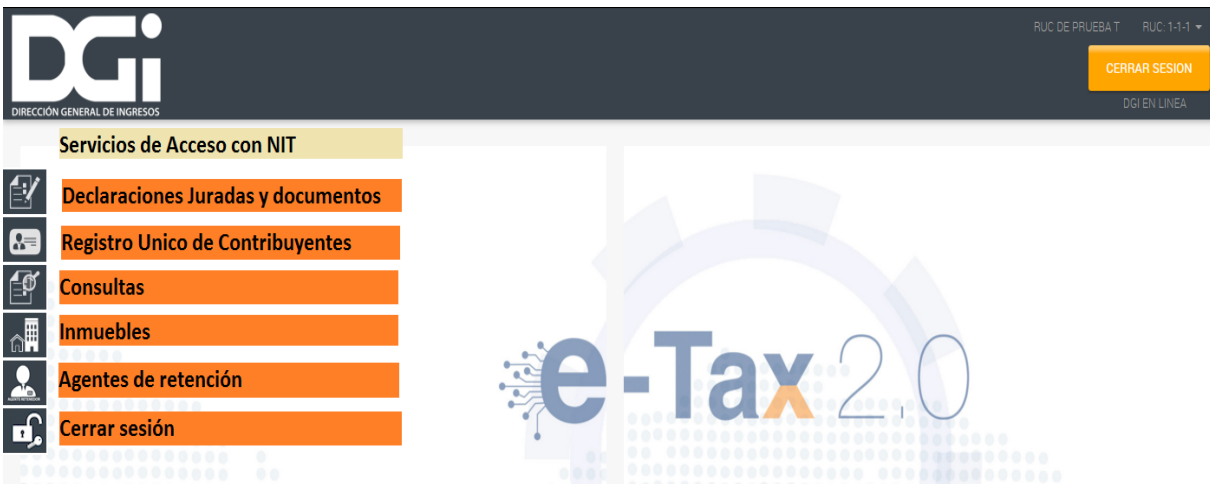 RUC DE PRUEBA T RUC: 1-1-1
DGi
CERRAR SESION
DIRECCIÓN GENERAL DE INGRESOS
DGI EN LINEA
Servicios de Acceso con NIT
Declaraciones Juradas y documentos
Registro Unico de Contribuyentes
Consultas
Inmuebles
Agentes de retención
AGENTE RETENEDOR
Cerrar sesión
e-Tax 2.0